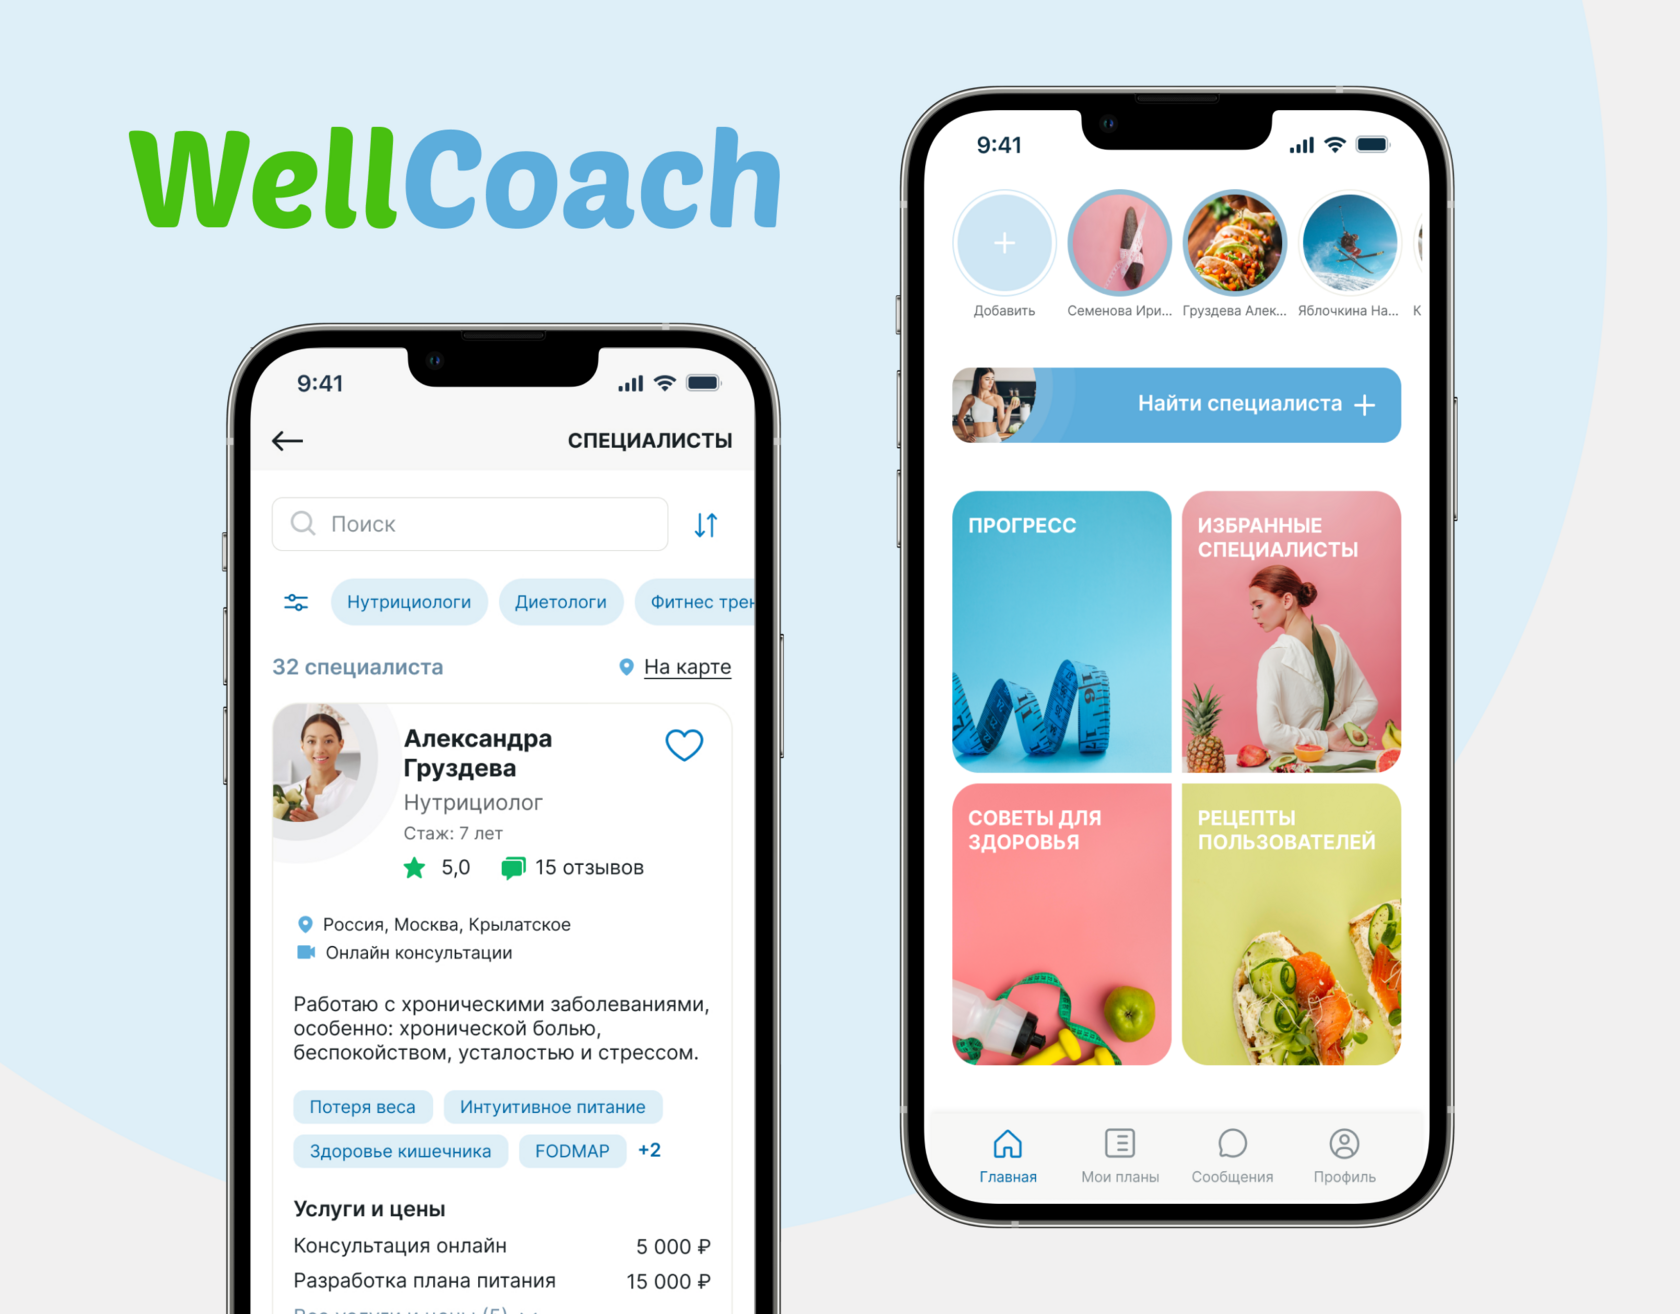 WellCoach
9:41
СПЕЦИАЛИСТЫ
Поиск
Нутрициологи
Диетологи
Фитнес трен
32 специалиста
На карте
Александра
Груздева
Нутрициолог
Стаж: 7 лет
5,0
15 отзывов
Россия, Москва, Крылатское
Онлайн консультации
Работаю с хроническими заболеваниями,
особенно: хронической болью,
беспокойством, усталостью и стрессом.
Потеря веса
Интуитивное питание
Здоровье кишечника
FODMAP
+2
Услуги и цены
Консультация онлайн
5 000 ₽
Разработка плана питания
15 000 ₽
9:41
Добавить
Семенова Ири...
Груздева Алек...
Яблочкина На...
К
Найти специалиста
ПРОГРЕСС
ИЗБРАННЫЕ
СПЕЦИАЛИСТЫ
СОВЕТЫ ДЛЯ
ЗДОРОВЬЯ
РЕЦЕПТЫ
ПОЛЬЗОВАТЕЛЕЙ
Главная
Мои планы
Сообщения
Профиль